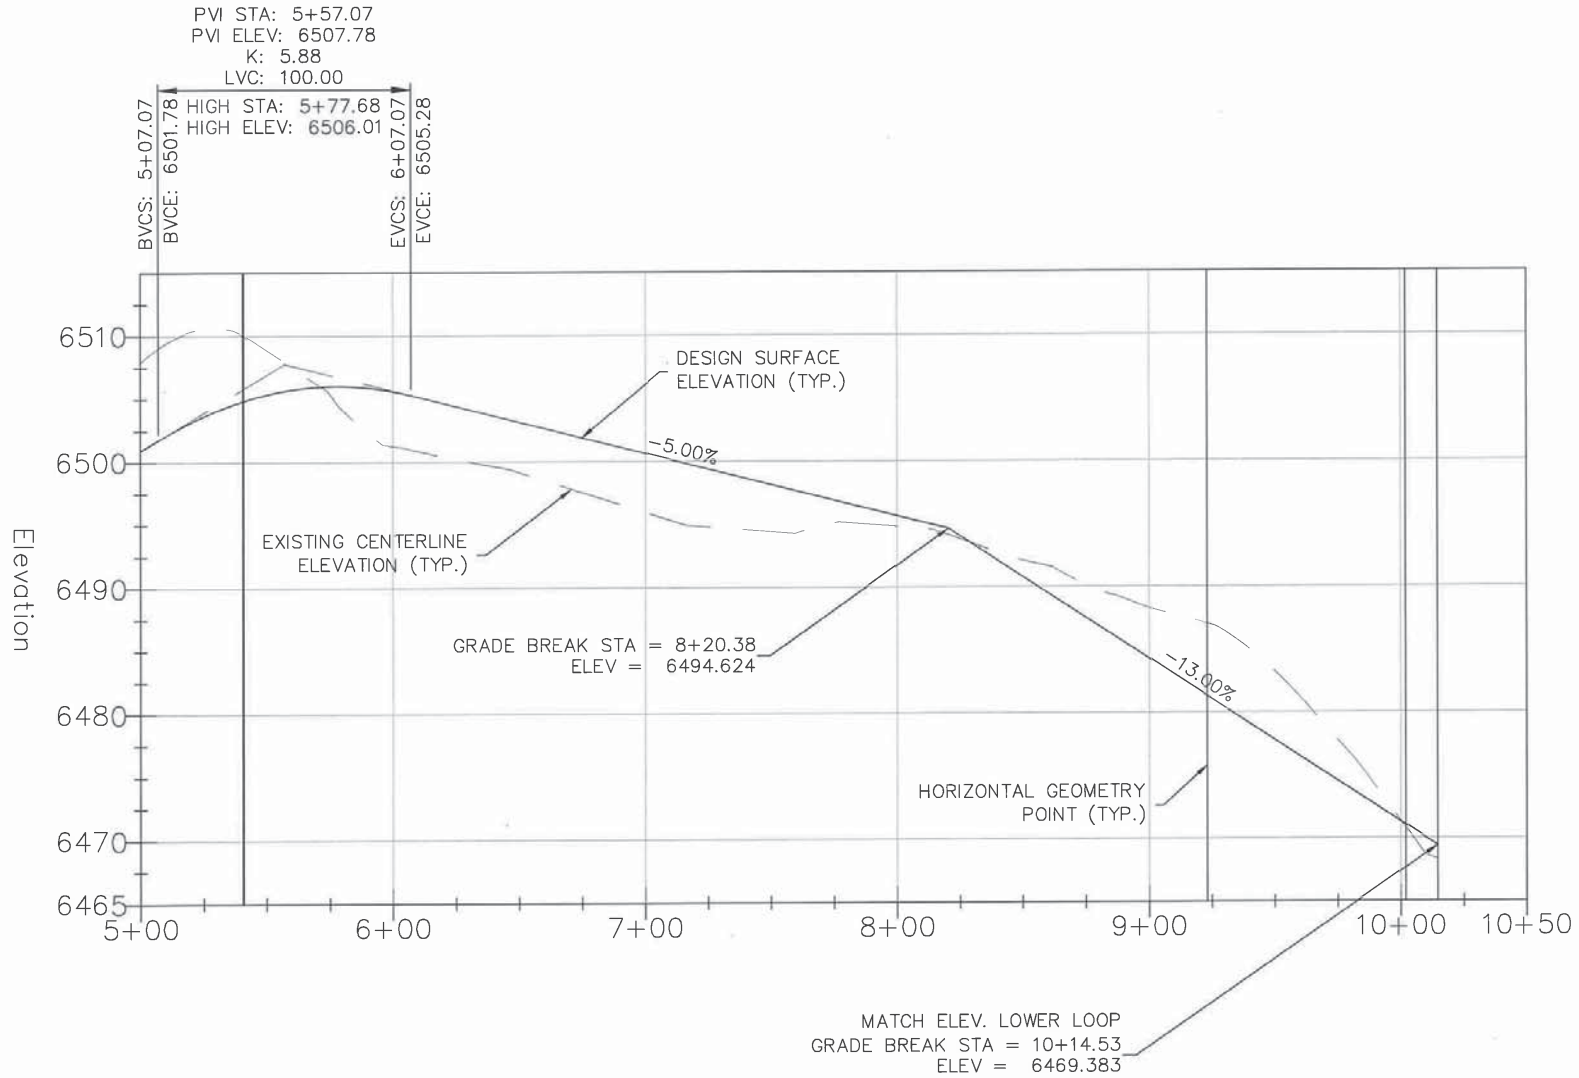 PVI STA: 5+57.07
PVI ELEV: 6507.78
K: 5.88
LVC: 100.00
HIGH STA: 5+77.68
HIGH ELEV: 6506.01
BVCS: 5+07.07
BVCE: 6501.78
EVCS: 6+07.07
EVCE: 6505.28
6510
6500
6490
6480
6470
6465
Elevation
DESIGN SURFACE
ELEVATION (TYP.)
-5.00%
EXISTING CENTERLINE
ELEVATION (TYP.)
GRADE BREAK STA = 8+20.38
ELEV = 6494.624
-13.00%
HORIZONTAL GEOMETRY
POINT (TYP.)
5+00
6+00
7+00
8+00
9+00
10+00
10+50
MATCH ELEV. LOWER LOOP
GRADE BREAK STA = 10+14.53
ELEV = 6469.383